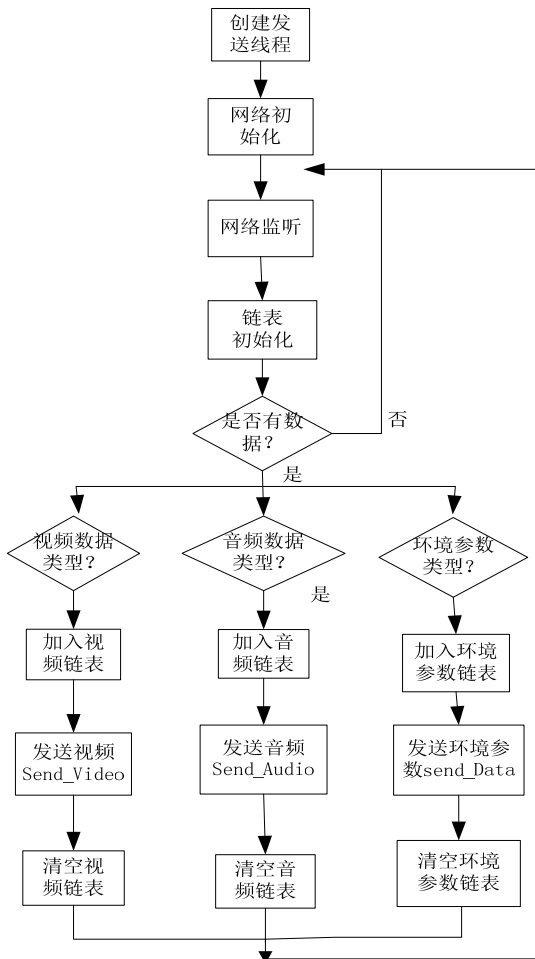 创建发
送线程
网络初
始化
网络监听
链表
初始化
是否有数
据？
否
是
视频数据
类型？
音频数据
类型？
环境参数
类型？
是
加入视
频链表
加入音
频链表
加入环境
参数链表
发送视频
Send_Video
发送音频
Send_Audio
发送环境参
数send_Data
清空视
频链表
清空音
频链表
清空环境
参数链表